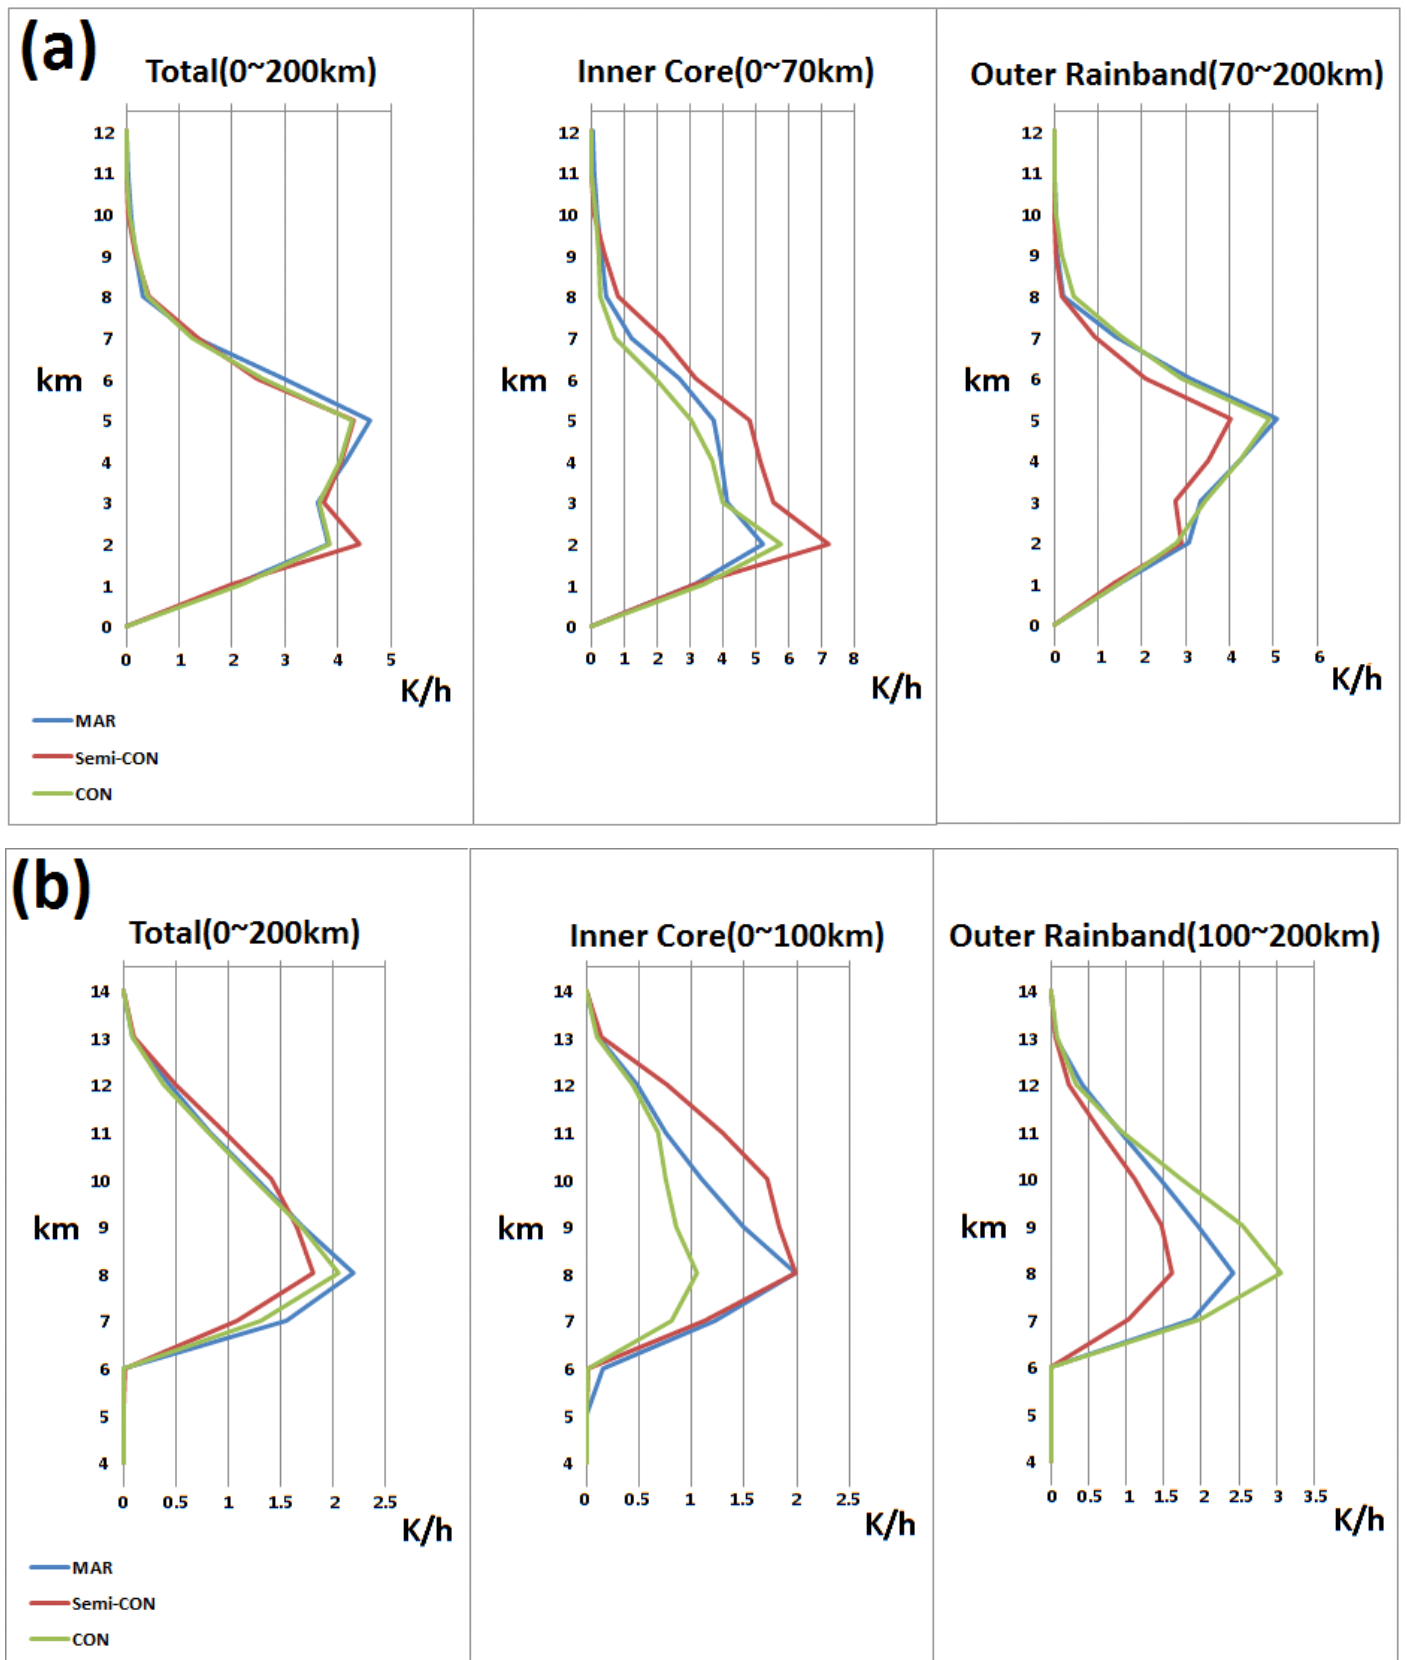 (a)
Total(0~200km)
12
11
10
9
8
7
km
6
5
4
3
2
1
0
0 1 2 3 4 5
K/h
MAR
Semi-CON
CON
Inner Core(0~70km)
12
11
10
9
8
7
km
6
5
4
3
2
1
0
0 1 2 3 4 5 6 7 8
K/h
Outer Rainband(70~200km)
12
11
10
9
8
7
km
6
5
4
3
2
1
0
0 1 2 3 4 5 6
K/h
(b)
Total(0~200km)
14
13
12
11
10
km
9
8
7
6
5
4
0 0.5 1 1.5 2 2.5
K/h
MAR
Semi-CON
CON
Inner Core(0~100km)
14
13
12
11
10
km
9
8
7
6
5
4
0 0.5 1 1.5 2 2.5
K/h
Outer Rainband(100~200km)
14
13
12
11
10
km
9
8
7
6
5
4
0 0.5 1 1.5 2 2.5 3 3.5
K/h